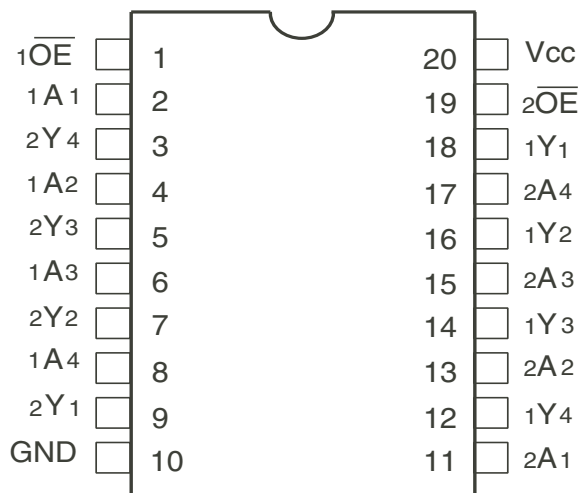 1OE 1 20 Vcc
1A1 2 19 2OE
2Y4 3 18 1Y1
1A2 4 17 2A4
2Y3 5 16 1Y2
1A3 6 15 2A3
2Y2 7 14 1Y3
1A4 8 13 2A2
2Y1 9 12 1Y4
GND 10 11 2A1